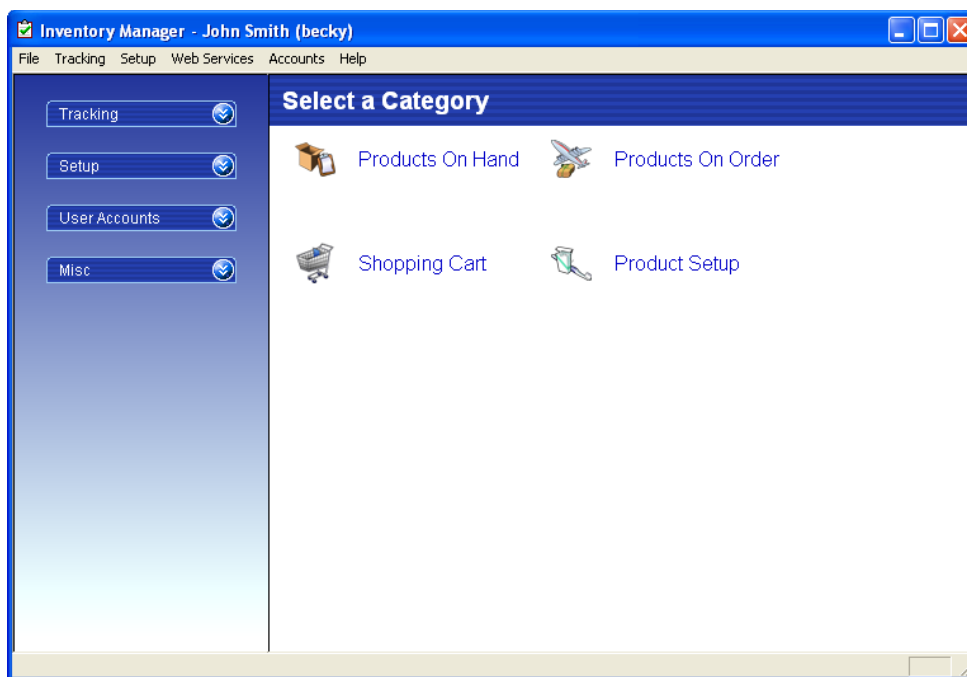 Inventory Manager - John Smith (becky)
File Tracking Setup Web Services Accounts Help
Select a Category
Tracking
Setup
User Accounts
Misc
Products On Hand
Products On Order
Shopping Cart
Product Setup